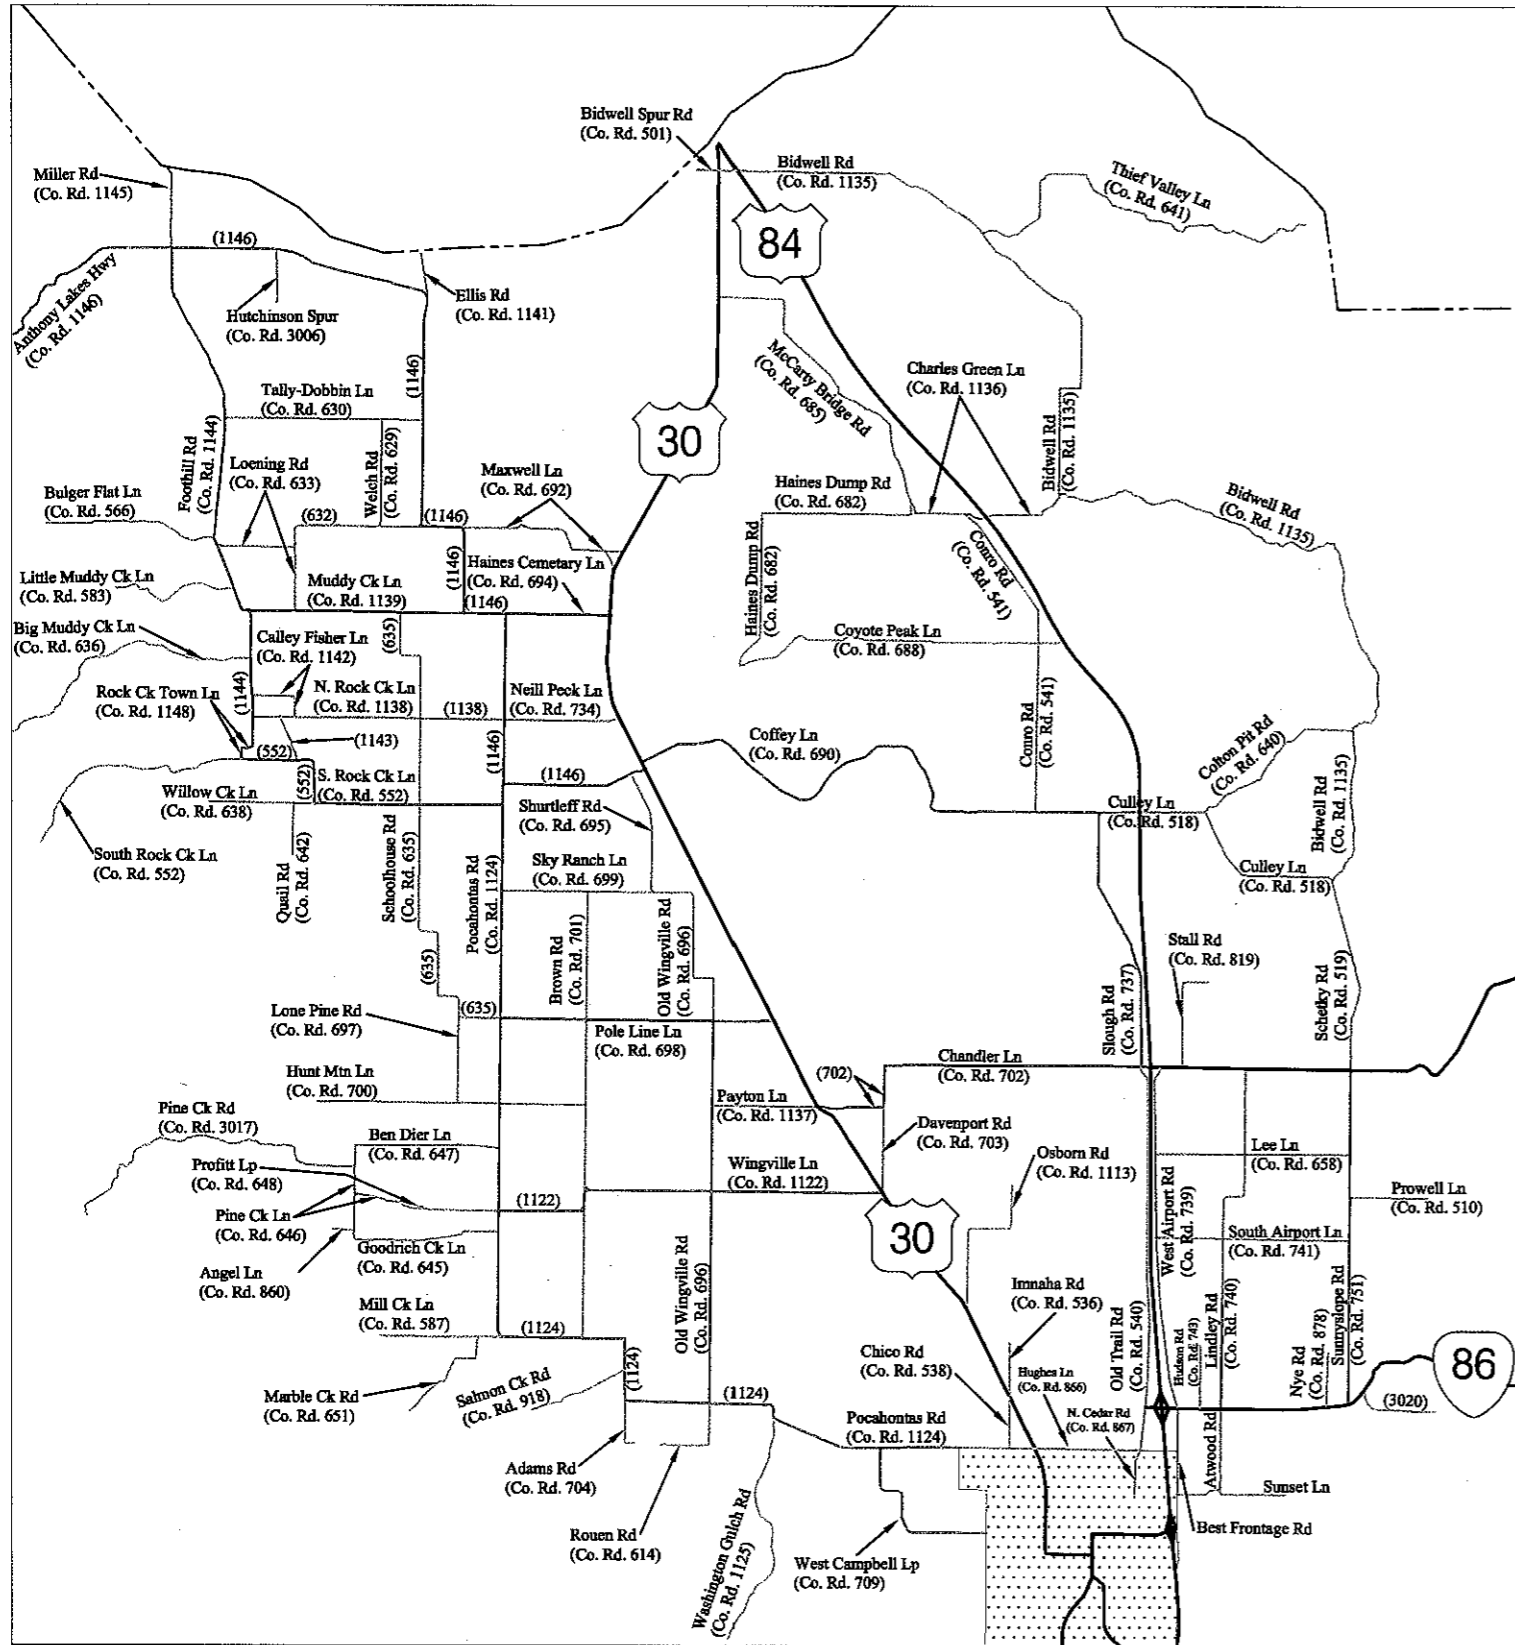 Bidwell Spur Rd
(Co. Rd. 501)
Miller Rd
(Co. Rd. 1145)
Bidwell Rd
(Co. Rd. 1135)
Thief Valley Ln
(Co. Rd. 641)
84
(1146)
Anthony Lakes Hwy
(Co. Rd. 1146)
Hutchinson Spur
(Co. Rd. 3006)
Ellis Rd
(Co. Rd. 1141)
(1146)
McCarty Bridge Rd
(Co. Rd. 685)
Charles Green Ln
(Co. Rd. 1136)
Tally-Dobbin Ln
(Co. Rd. 630)
30
Bidwell Rd
(Co. Rd. 1135)
Foothill Rd
(Co. Rd. 1144)
Loening Rd
(Co. Rd. 633)
Welch Rd
(Co. Rd. 629)
Maxwell Ln
(Co. Rd. 692)
Haines Dump Rd
(Co. Rd. 682)
Bidwell Rd
(Co. Rd. 1135)
Bulger Flat Ln
(Co. Rd. 566)
(632)
(1146)
(1146)
Haines Cemetary Ln
(Co. Rd. 694)
Haines Dump Rd
(Co. Rd. 682)
Conro Rd
(Co. Rd. 541)
Little Muddy Ck Ln
(Co. Rd. 583)
Muddy Ck Ln
(Co. Rd. 1139)
(1146)
Big Muddy Ck Ln
(Co. Rd. 636)
Calley Fisher Ln
(Co. Rd. 1142)
(635)
Coyote Peak Ln
(Co. Rd. 688)
Rock Ck Town Ln
(Co. Rd. 1148)
(1144)
N. Rock Ck Ln
(Co. Rd. 1138)
(1138)
Neill Peck Ln
(Co. Rd. 734)
Conro Rd
(Co. Rd. 541)
(552)
(1143)
(1146)
Coffey Ln
(Co. Rd. 690)
Colton Pit Rd
(Co. Rd. 640)
Willow Ck Ln
(Co. Rd. 638)
(552)
S. Rock Ck Ln
(Co. Rd. 552)
(1146)
Shurtleff Rd
(Co. Rd. 695)
Culley Ln
(Co. Rd. 518)
Bidwell Rd
(Co. Rd. 1135)
South Rock Ck Ln
(Co. Rd. 552)
Quail Rd
(Co. Rd. 642)
Schoolhouse Rd
(Co. Rd. 635)
Pocahontas Rd
(Co. Rd. 1124)
Sky Ranch Ln
(Co. Rd. 699)
Culley Ln
(Co. Rd. 518)
Brown Rd
(Co. Rd. 701)
Old Wingville Rd
(Co. Rd. 696)
Stall Rd
(Co. Rd. 819)
(635)
Slough Rd
(Co. Rd. 737)
Schetky Rd
(Co. Rd. 519)
Lone Pine Rd
(Co. Rd. 697)
(635)
Pole Line Ln
(Co. Rd. 698)
Hunt Mtn Ln
(Co. Rd. 700)
(702)
Chandler Ln
(Co. Rd. 702)
Payton Ln
(Co. Rd. 1137)
Pine Ck Rd
(Co. Rd. 3017)
Ben Dier Ln
(Co. Rd. 647)
Davenport Rd
(Co. Rd. 703)
Osborn Rd
(Co. Rd. 1113)
Lee Ln
(Co. Rd. 658)
Profitt Lp
(Co. Rd. 648)
Wingville Ln
(Co. Rd. 1122)
West Airport Rd
(Co. Rd. 739)
Prowell Ln
(Co. Rd. 510)
Pine Ck Ln
(Co. Rd. 646)
(1122)
30
South Airport Ln
(Co. Rd. 741)
Goodrich Ck Ln
(Co. Rd. 645)
Angel Ln
(Co. Rd. 860)
Old Wingville Rd
(Co. Rd. 696)
Imnaha Rd
(Co. Rd. 536)
Mill Ck Ln
(Co. Rd. 587)
(1124)
Old Trail Rd
(Co. Rd. 540)
Hudson Rd
(Co. Rd. 743)
Lindley Rd
(Co. Rd. 740)
Nye Rd
(Co. Rd. 878)
Sunnyslope Rd
(Co. Rd. 751)
86
Chico Rd
(Co. Rd. 538)
Hughes Ln
(Co. Rd. 866)
(1124)
Marble Ck Rd
(Co. Rd. 651)
Salmon Ck Rd
(Co. Rd. 918)
(1124)
(3020)
Pocahontas Rd
(Co. Rd. 1124)
N. Cedar Rd
(Co. Rd. 867)
Atwood Rd
Adams Rd
(Co. Rd. 704)
Sunset Ln
Rouen Rd
(Co. Rd. 614)
Washington Gulch Rd
(Co. Rd. 1125)
West Campbell Lp
(Co. Rd. 709)
Best Frontage Rd